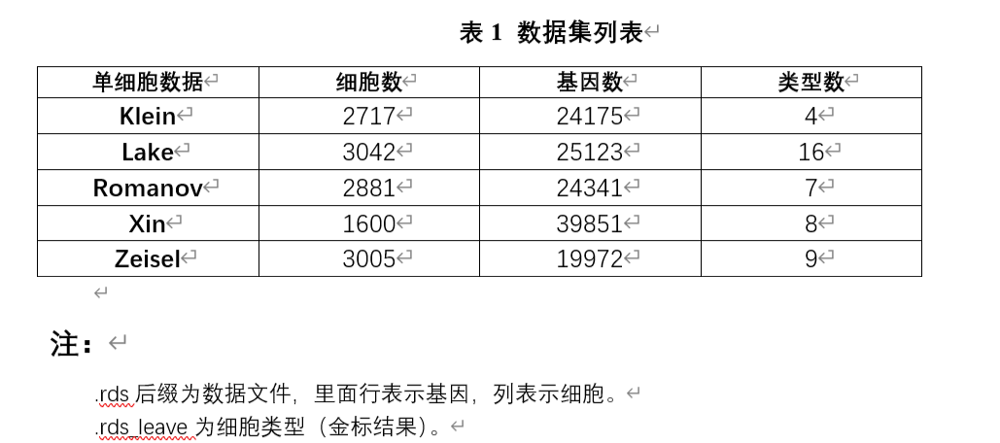 表 1 数据集列表
单细胞数据 细胞数 基因数 类型数
Klein 2717 24175 4
Lake 3042 25123 16
Romanov 2881 24341 7
Xin 1600 39851 8
Zeisel 3005 19972 9
注：
.rds 后缀为数据文件，里面行表示基因，列表示细胞。
.rds_leave 为细胞类型（金标结果）。